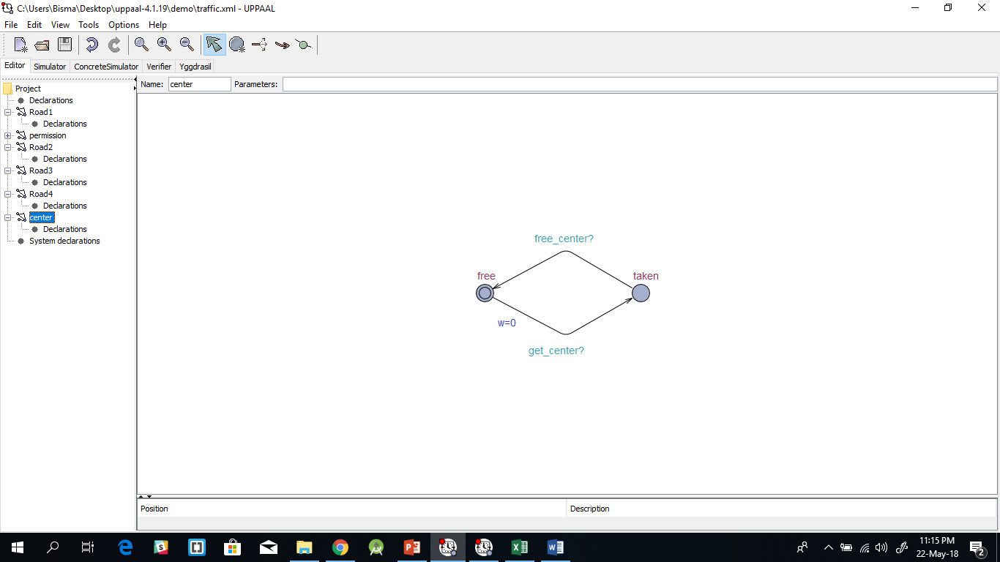 C:\Users\Bisma\Desktop\uppaal-4.1.19\demo\traffic.xml - UPPAAL
File Edit View Tools Options Help
Editor Simulator ConcreteSimulator Verifier Yggdrasil
Name: center Parameters:
Project
Declarations
Road1
Declarations
permission
Road2
Declarations
Road3
Declarations
Road4
Declarations
center
Declarations
System declarations
free_center?
free taken
w=0
get_center?
Position Description
11:15 PM
22-May-18
2